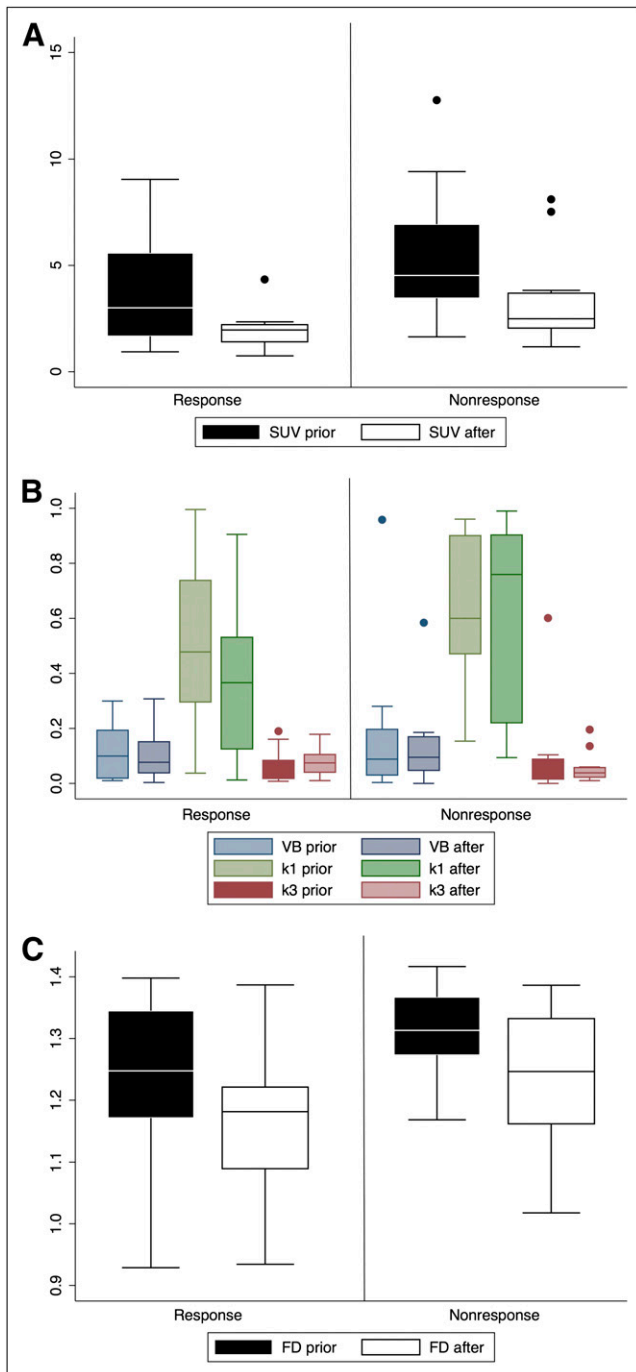 A
15
10
5
0
Response Nonresponse
SUV prior SUV after
B
1.0
0.8
0.6
0.4
0.2
0.0
Response Nonresponse
VB prior VB after
k1 prior k1 after
k3 prior k3 after
C
1.4
1.3
1.2
1.1
1.0
0.9
Response Nonresponse
FD prior FD after